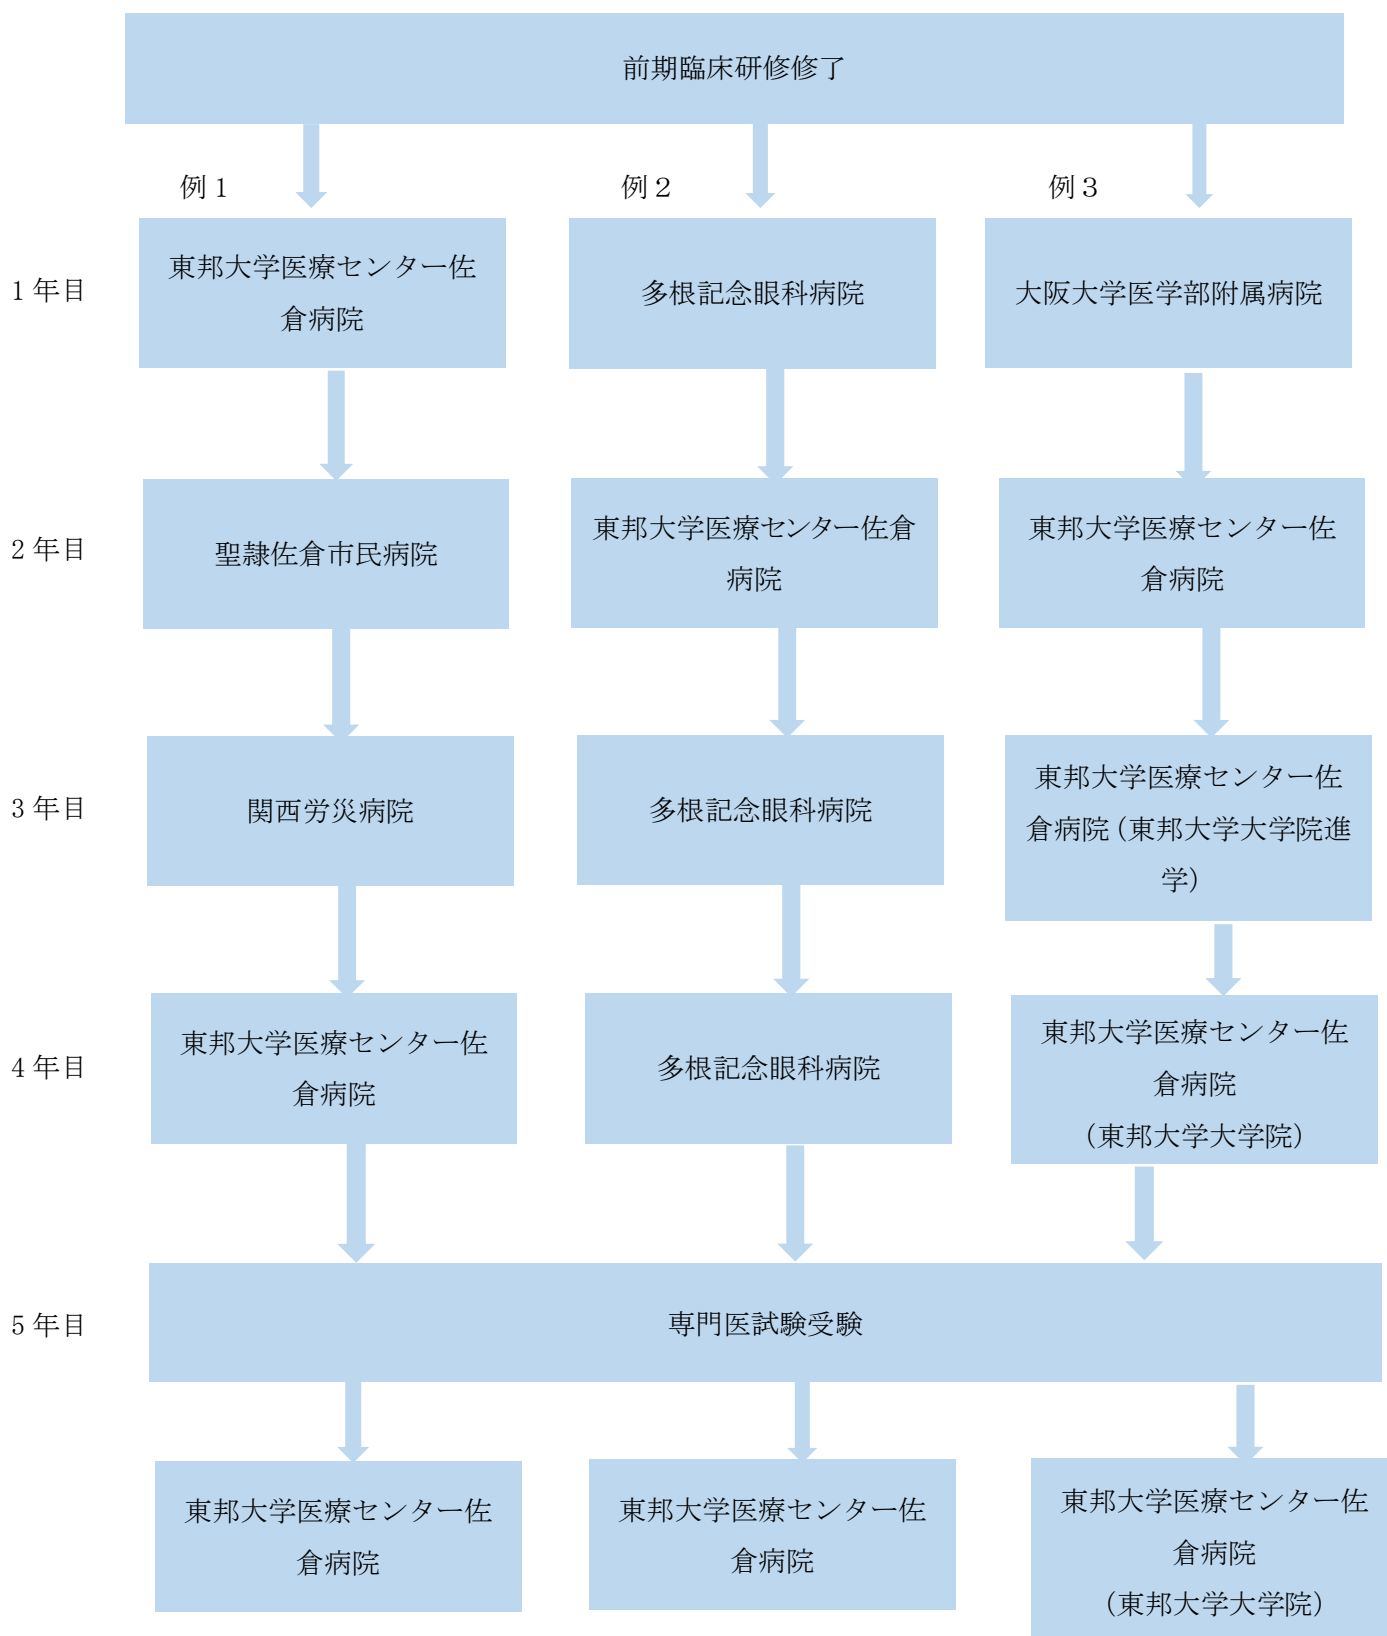 前期臨床研修修了
例1
例2
例3
1年目
東邦大学医療センター佐
倉病院
多根記念眼科病院
大阪大学医学部附属病院
2年目
聖隷佐倉市民病院
東邦大学医療センター佐倉
病院
東邦大学医療センター佐
倉病院
3年目
関西労災病院
多根記念眼科病院
東邦大学医療センター佐
倉病院(東邦大学大学院進
学)
4年目
東邦大学医療センター佐
倉病院
多根記念眼科病院
東邦大学医療センター佐
倉病院
(東邦大学大学院)
5年目
専門医試験受験
東邦大学医療センター佐
倉病院
東邦大学医療センター佐
倉病院
東邦大学医療センター佐
倉病院
(東邦大学大学院)